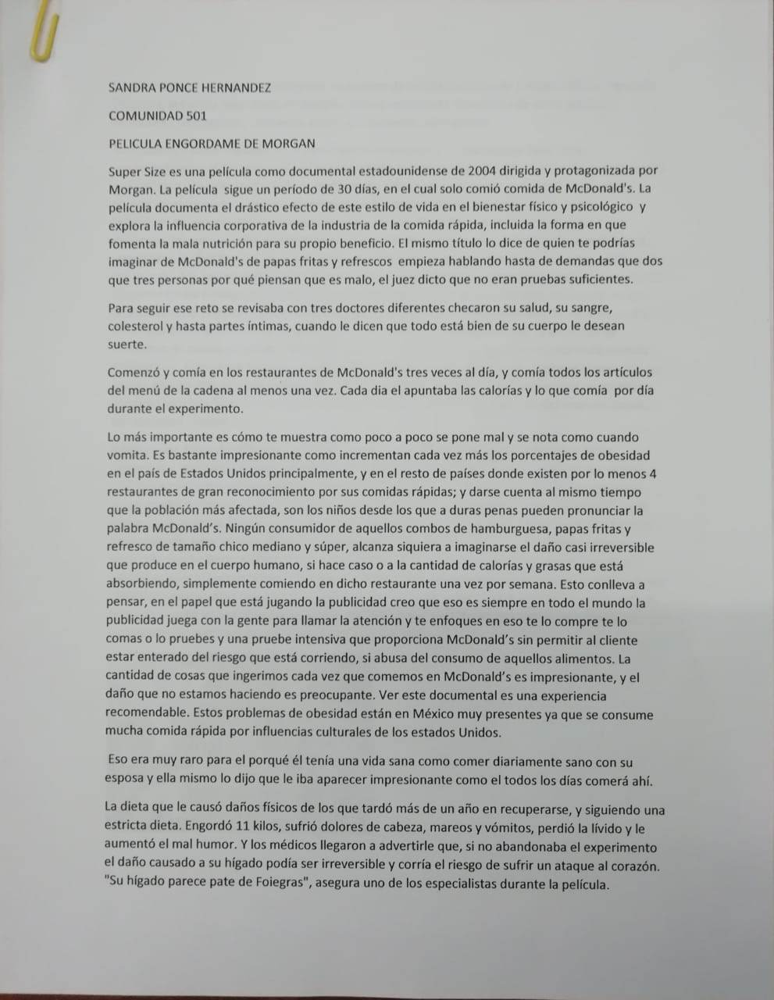 SANDRA PONCE HERNANDEZ
COMUNIDAD 501
PELICULA ENGORDAME DE MORGAN
Super Size es una película como documental estadounidense de 2004 dirigida y protagonizada por
Morgan. La película  sigue un período de 30 días, en el cual solo comió comida de McDonald's. La
película documenta el drástico efecto de este estilo de vida en el bienestar físico y psicológico  y
explora la influencia corporativa de la industria de la comida rápida, incluida la forma en que
fomenta la mala nutrición para su propio beneficio. El mismo título lo dice de quien te podrías
imaginar de McDonald's de papas fritas y refrescos  empieza hablando hasta de demandas que dos
que tres personas por qué piensan que es malo, el juez dicto que no eran pruebas suficientes.
Para seguir ese reto se revisaba con tres doctores diferentes checaron su salud, su sangre,
colesterol y hasta partes íntimas, cuando le dicen que todo está bien de su cuerpo le desean
suerte.
Comenzó y comía en los restaurantes de McDonald's tres veces al día, y comía todos los artículos
del menú de la cadena al menos una vez. Cada dia el apuntaba las calorías y lo que comía  por día
durante el experimento.
Lo más importante es cómo te muestra como poco a poco se pone mal y se nota como cuando
vomita. Es bastante impresionante como incrementan cada vez más los porcentajes de obesidad
en el país de Estados Unidos principalmente, y en el resto de países donde existen por lo menos 4
restaurantes de gran reconocimiento por sus comidas rápidas; y darse cuenta al mismo tiempo
que la población más afectada, son los niños desde los que a duras penas pueden pronunciar la
palabra McDonald’s. Ningún consumidor de aquellos combos de hamburguesa, papas fritas y
refresco de tamaño chico mediano y súper, alcanza siquiera a imaginarse el daño casi irreversible
que produce en el cuerpo humano, si hace caso o a la cantidad de calorías y grasas que está
absorbiendo, simplemente comiendo en dicho restaurante una vez por semana. Esto conlleva a
pensar, en el papel que está jugando la publicidad creo que eso es siempre en todo el mundo la
publicidad juega con la gente para llamar la atención y te enfoques en eso te lo compre te lo
comas o lo pruebes y una pruebe intensiva que proporciona McDonald’s sin permitir al cliente
estar enterado del riesgo que está corriendo, si abusa del consumo de aquellos alimentos. La
cantidad de cosas que ingerimos cada vez que comemos en McDonald’s es impresionante, y el
daño que no estamos haciendo es preocupante. Ver este documental es una experiencia
recomendable. Estos problemas de obesidad están en México muy presentes ya que se consume
mucha comida rápida por influencias culturales de los estados Unidos.
Eso era muy raro para el porqué él tenía una vida sana como comer diariamente sano con su
esposa y ella mismo lo dijo que le iba aparecer impresionante como el todos los días comerá ahí.
La dieta que le causó daños físicos de los que tardó más de un año en recuperarse, y siguiendo una
estricta dieta. Engordó 11 kilos, sufrió dolores de cabeza, mareos y vómitos, perdió la lívido y le
aumentó el mal humor. Y los médicos llegaron a advertirle que, si no abandonaba el experimento
el daño causado a su hígado podía ser irreversible y corría el riesgo de sufrir un ataque al corazón.
"Su hígado parece pate de Foiegras", asegura uno de los especialistas durante la película.